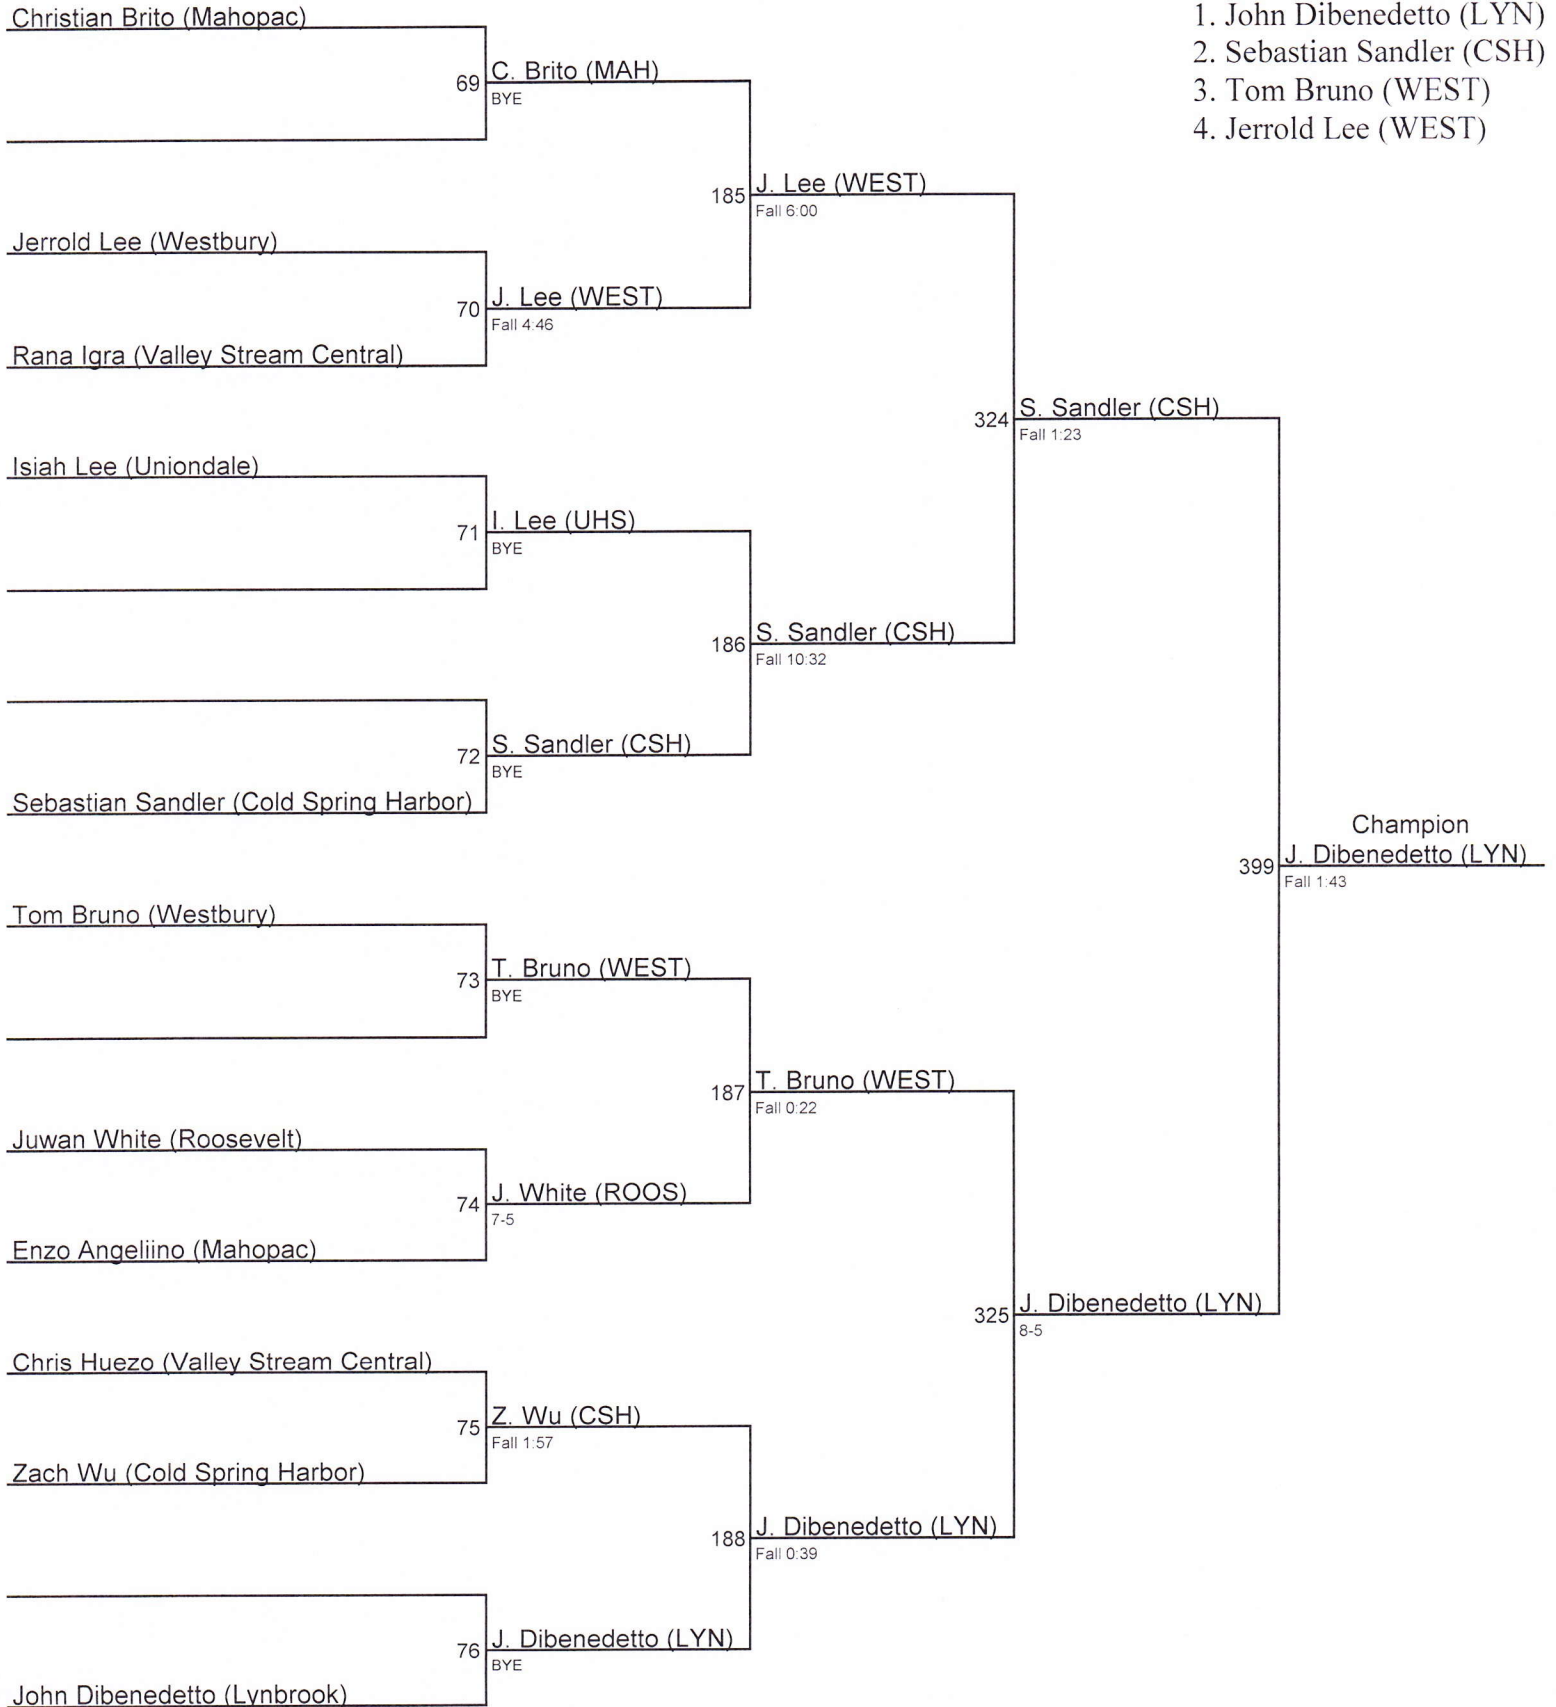 Christian Brito (Mahopac)
1. John Dibenedetto (LYN)
2. Sebastian Sandler (CSH)
3. Tom Bruno (WEST)
4. Jerrold Lee (WEST)
69 C. Brito (MAH)
BYE
185 J. Lee (WEST)
Fall 6:00
Jerrold Lee (Westbury)
70 J. Lee (WEST)
Fall 4:46
Rana Iqra (Valley Stream Central)
324 S. Sandler (CSH)
Fall 1:23
Isiah Lee (Uniondale)
71 I. Lee (UHS)
BYE
186 S. Sandler (CSH)
Fall 10:32
72 S. Sandler (CSH)
BYE
Sebastian Sandler (Cold Spring Harbor)
Champion
399 J. Dibenedetto (LYN)
Fall 1:43
Tom Bruno (Westbury)
73 T. Bruno (WEST)
BYE
187 T. Bruno (WEST)
Fall 0:22
Juwan White (Roosevelt)
74 J. White (ROOS)
7-5
Enzo Angeliino (Mahopac)
325 J. Dibenedetto (LYN)
8-5
Chris Huezo (Valley Stream Central)
75 Z. Wu (CSH)
Fall 1:57
Zach Wu (Cold Spring Harbor)
188 J. Dibenedetto (LYN)
Fall 0:39
76 J. Dibenedetto (LYN)
BYE
John Dibenedetto (Lynbrook)